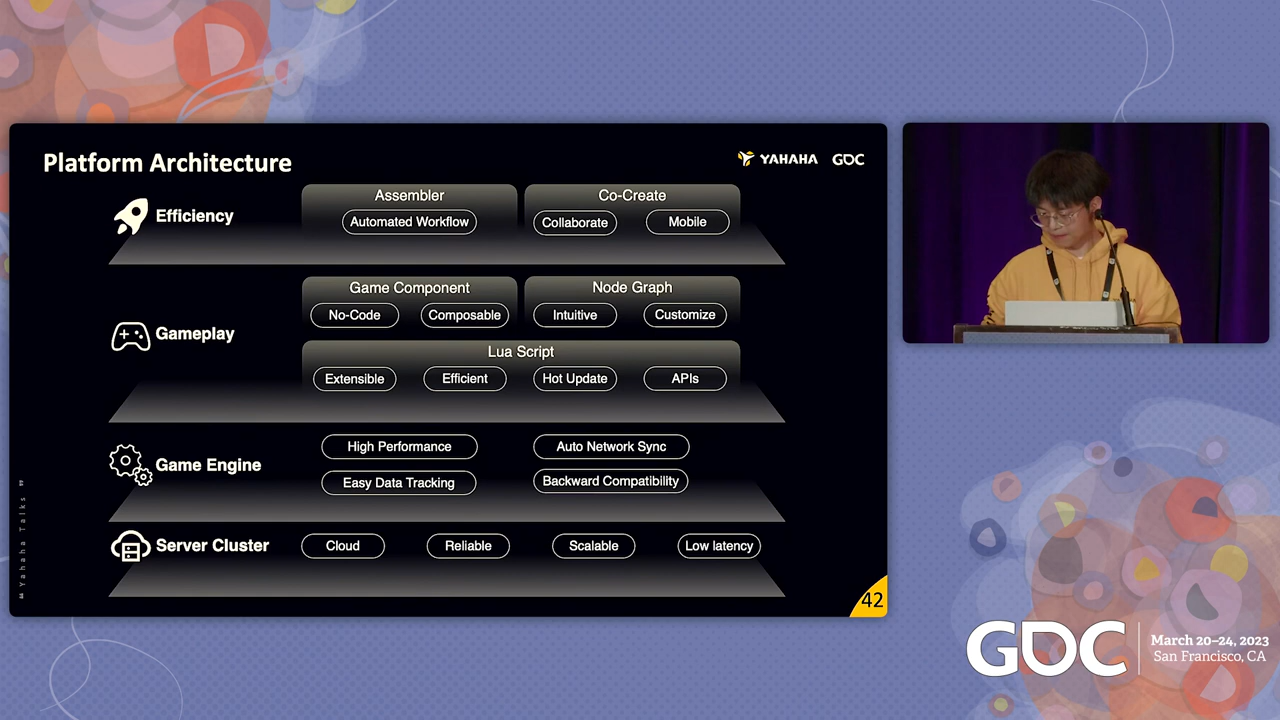 Platform Architecture
YAHAHA GDC
Efficiency
Assembler
Automated Workflow
Co-Create
Collaborate
Mobile
Gameplay
Game Component
No-Code
Composable
Node Graph
Intuitive
Customize
Lua Script
Extensible
Efficient
Hot Update
APIs
Game Engine
High Performance
Auto Network Sync
Easy Data Tracking
Backward Compatibility
Server Cluster
Cloud
Reliable
Scalable
Low latency
Yahaha Talks
42
GDC
March 20–24, 2023
San Francisco, CA